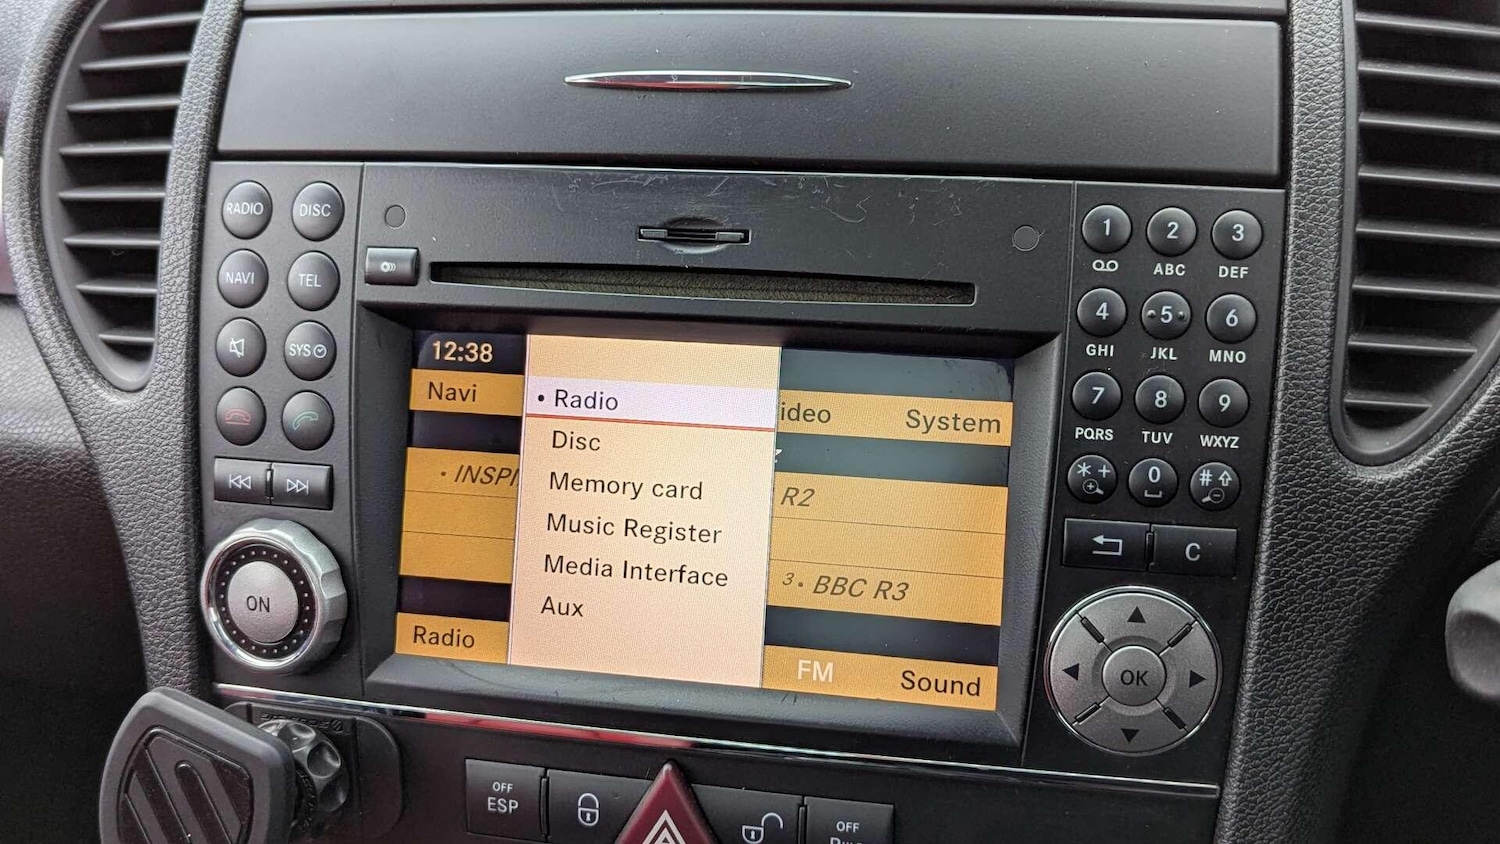 RADIO DISC
NAVI TEL
SYS
ON
12:38
Navi
ideo System
• Radio
Disc
Memory card
Music Register
Media Interface
Aux
• INSPI
R2
3• BBC R3
Radio
FM Sound
1 2 3
ABC DEF
4 5 6
GHI JKL MNO
7 8 9
PQRS TUV WXYZ
* + 0 #
C
OK
OFF
ESP
OFF